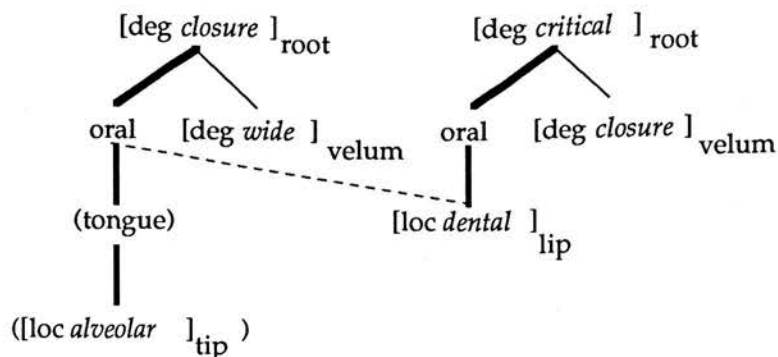 [deg closure ]root [deg critical ]root
oral [deg wide ]velum oral [deg closure ]velum
(tongue) [loc dental ]lip
([loc alveolar ]tip )